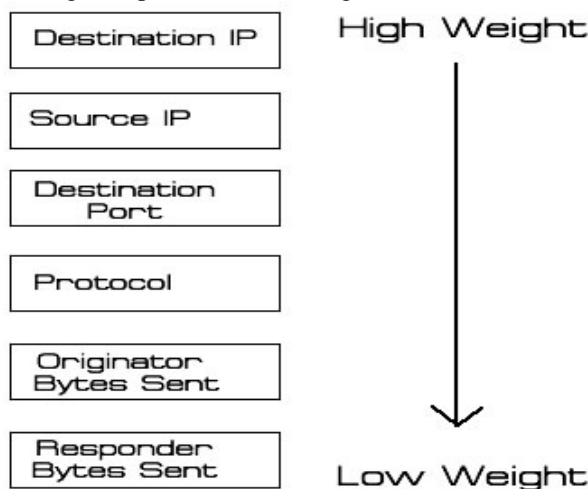 Destination IP
High Weight
Source IP
Destination
Port
Protocol
Originator
Bytes Sent
Responder
Bytes Sent
Low Weight